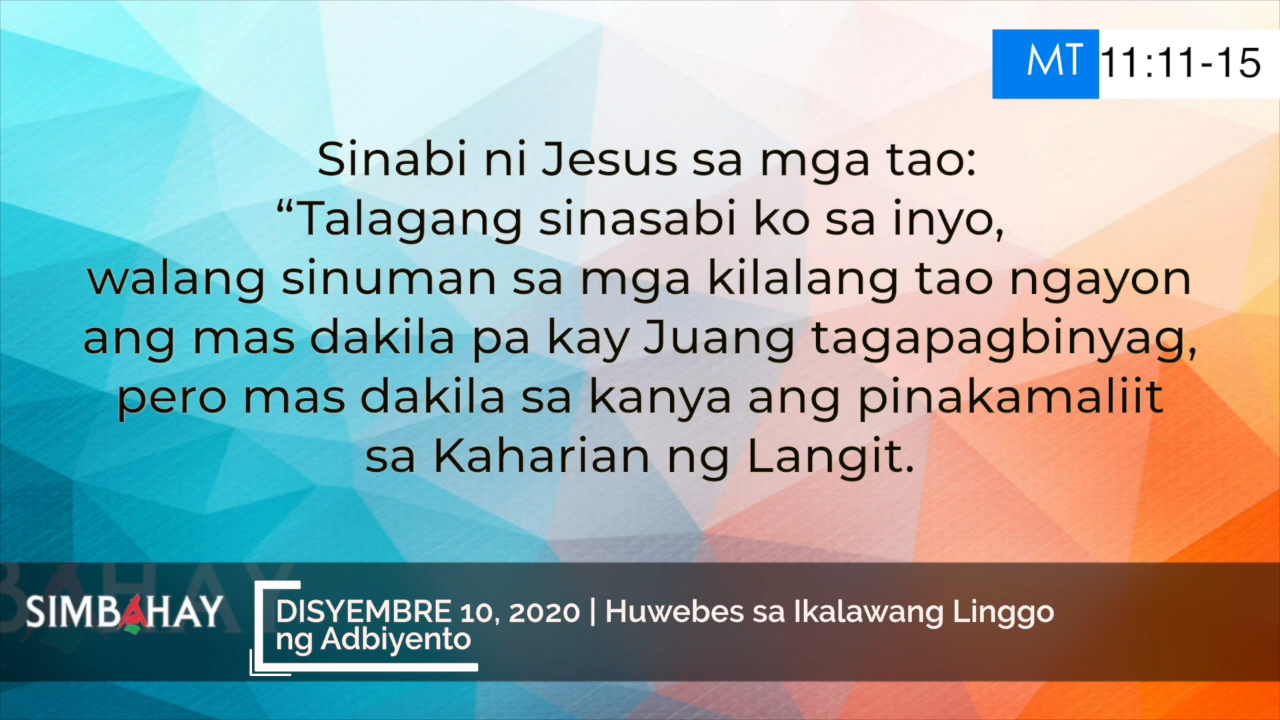 MT 11:11-15
Sinabi ni Jesus sa mga tao:
“Talagang sinasabi ko sa inyo,
walang sinuman sa mga kilalang tao ngayon
ang mas dakila pa kay Juang tagapagbinyag,
pero mas dakila sa kanya ang pinakamaliit
sa Kaharian ng Langit.
SIMBAHAY
DISYEMBRE 10, 2020 | Huwebes sa Ikalawang Linggo
ng Adbiyento